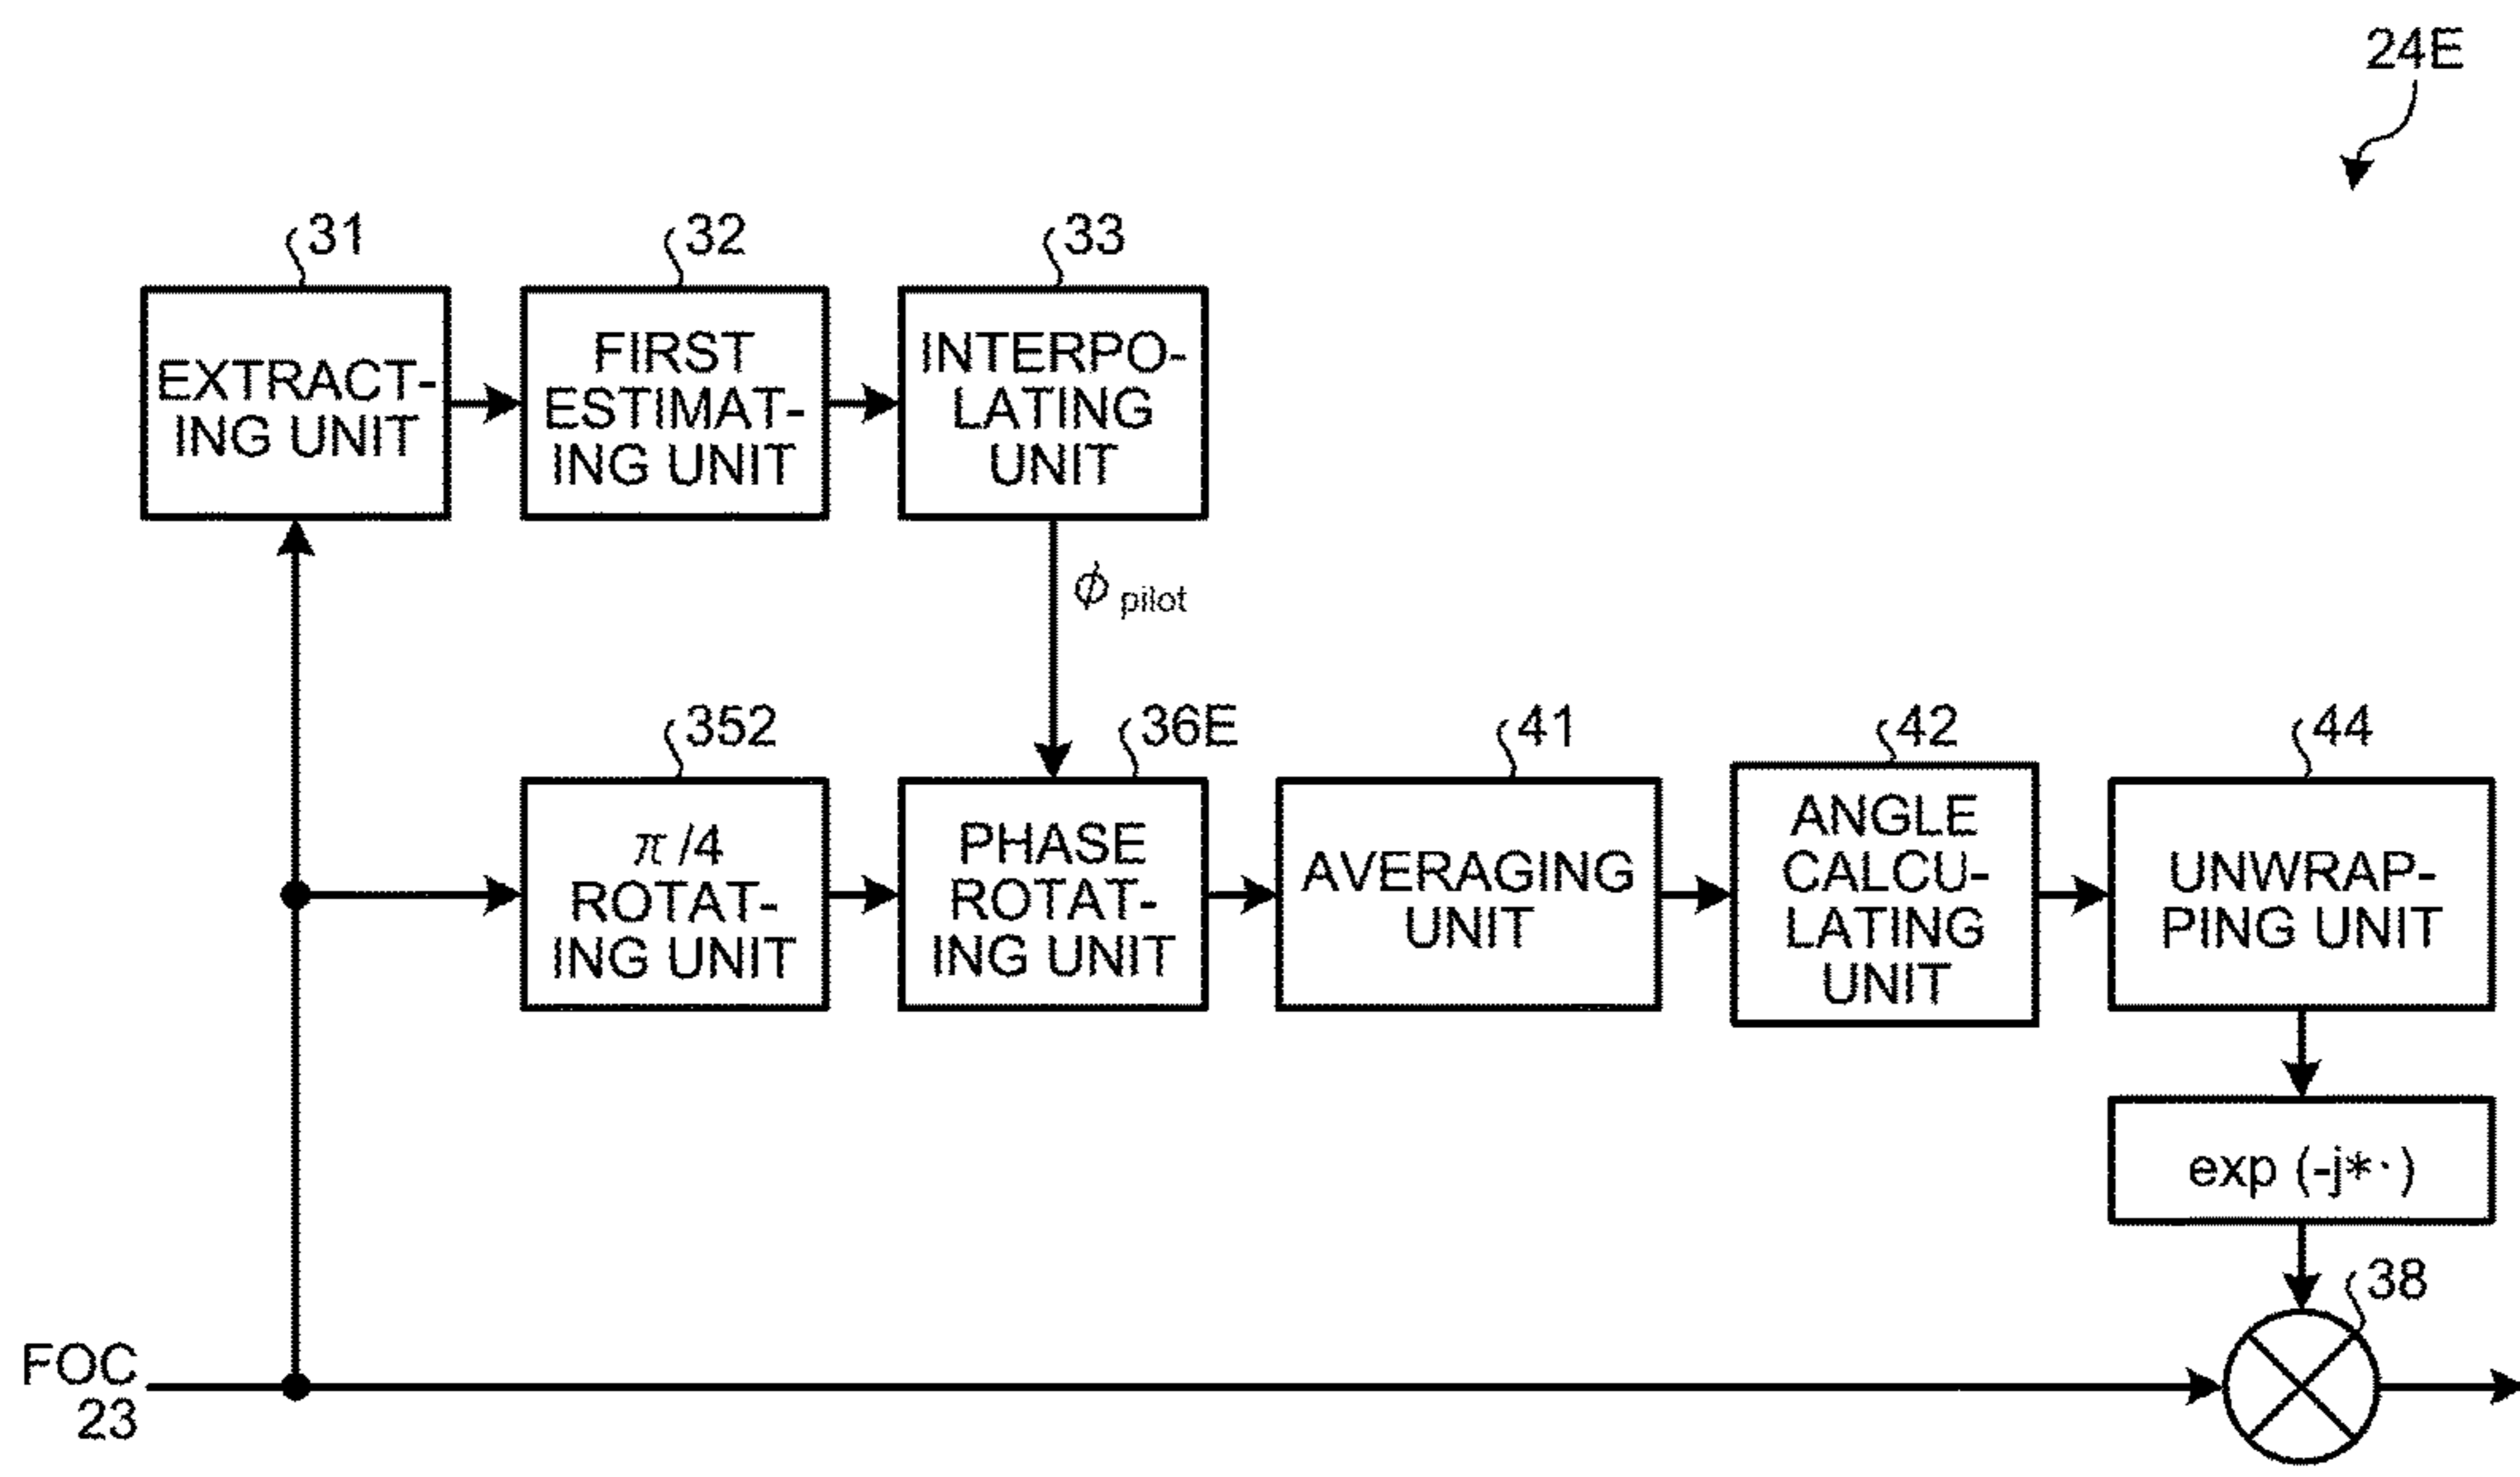 24E
31
32
33
EXTRACT-
ING UNIT
FIRST
ESTIMAT-
ING UNIT
INTERPO-
LATING
UNIT
ϕ pilot
352
36E
41
42
44
π/4
ROTAT-
ING UNIT
PHASE
ROTAT-
ING UNIT
AVERAGING
UNIT
ANGLE
CALCU-
LATING
UNIT
UNWRAP-
PING UNIT
exp (-j*·)
38
FOC
23